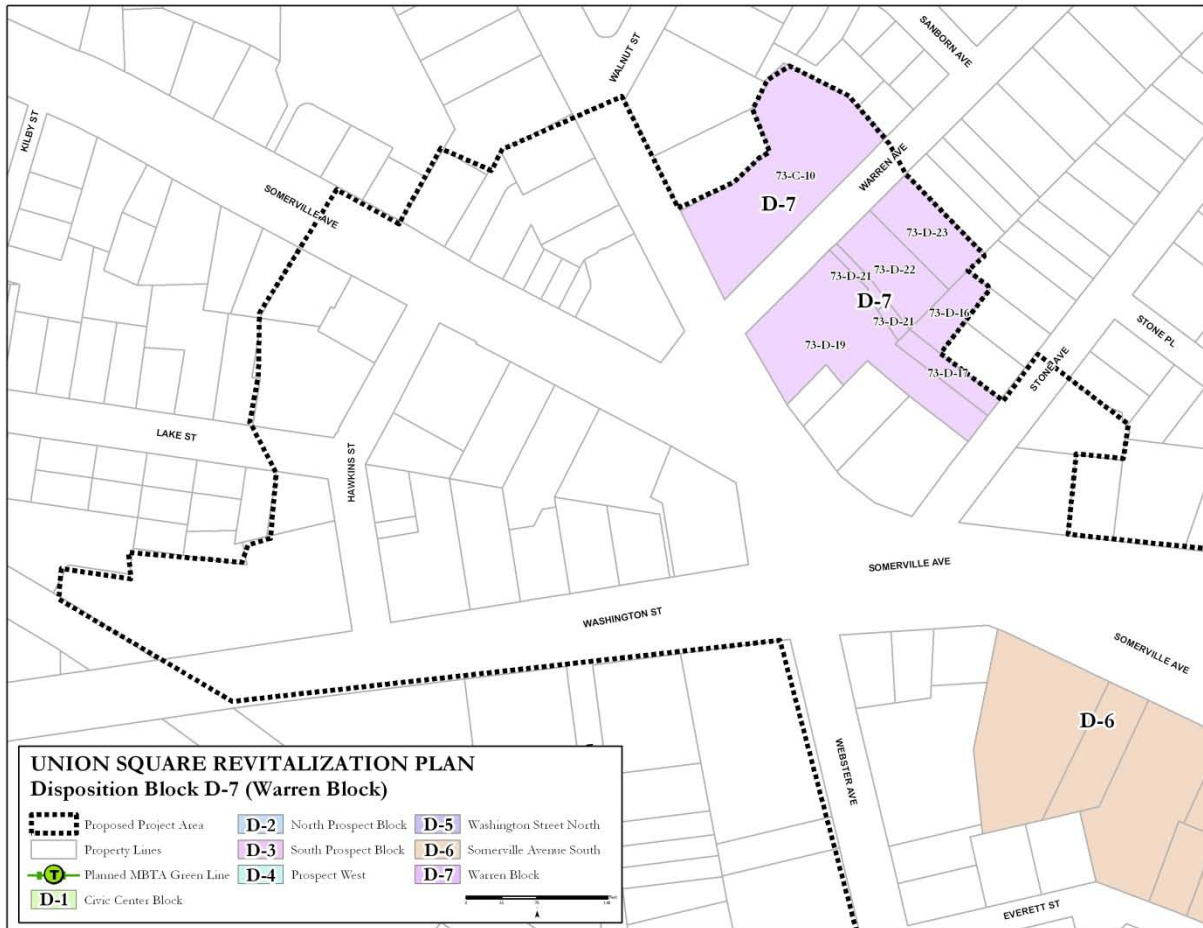 SANBORN AVE
WALNUT ST
KILBY ST
WARREN AVE
73-C-10
D-7
SOMERVILLE AVE
73-D-23
73-D-21
73-D-22
D-7
73-D-16
73-D-21
73-D-19
STONE PL
STONE AVE
73-D-17
LAKE ST
HAWKINS ST
SOMERVILLE AVE
WASHINGTON ST
SOMERVILLE AVE
D-6
WEBSTER AVE
EVERETT ST
UNION SQUARE REVITALIZATION PLAN
Disposition Block D-7 (Warren Block)
Proposed Project Area
Property Lines
T Planned MBTA Green Line
D-1 Civic Center Block
D-2 North Prospect Block
D-3 South Prospect Block
D-4 Prospect West
D-5 Washington Street North
D-6 Somerville Avenue South
D-7 Warren Block